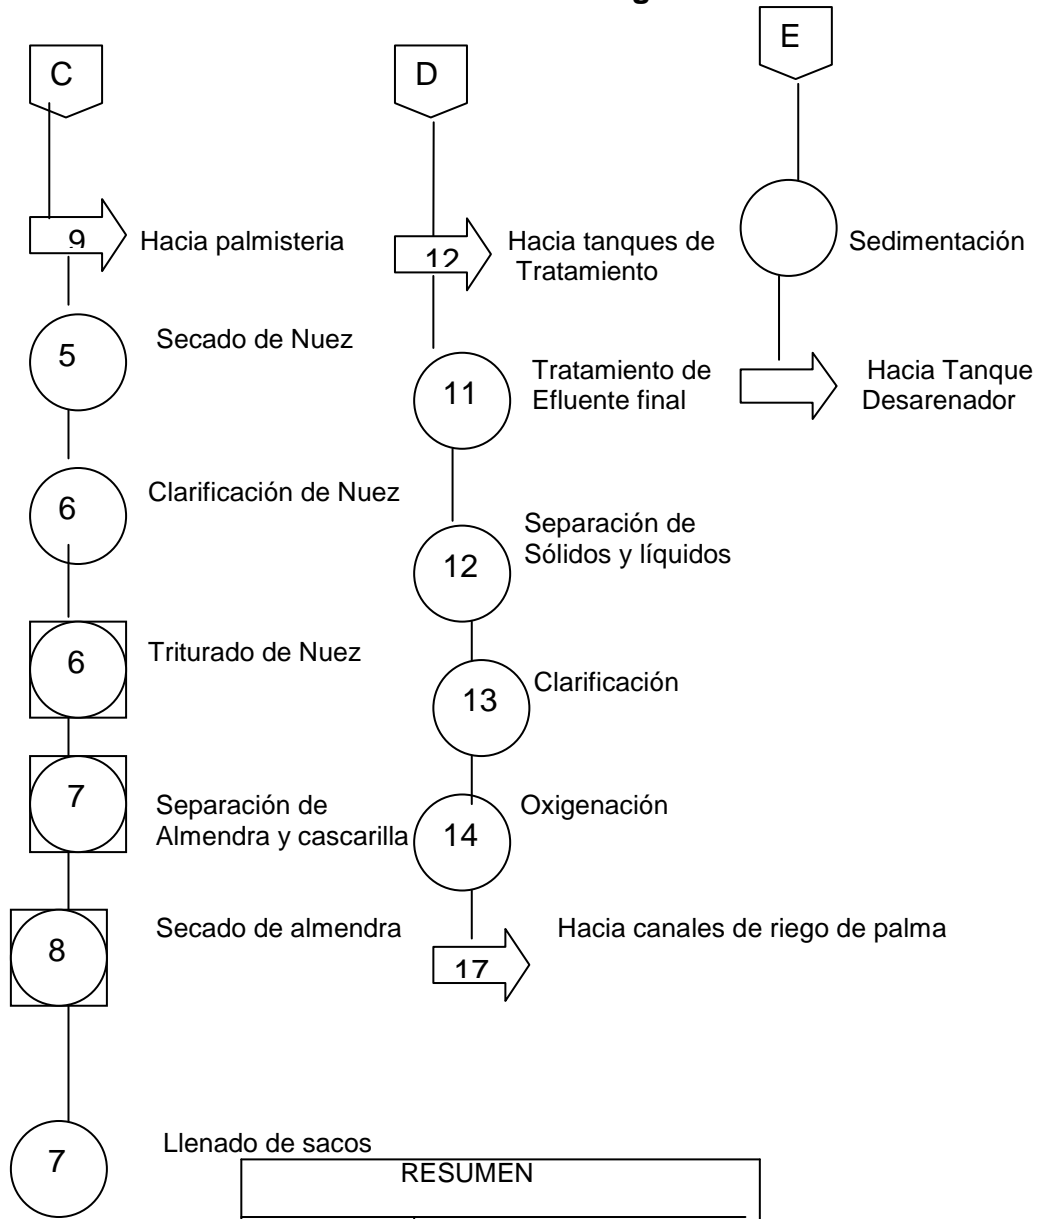 C
9
Hacia palmisteria
5
Secado de Nuez
6
Clarificación de Nuez
6
Triturado de Nuez
7
Separación de
Almendra y cascarilla
8
Secado de almendra
7
Llenado de sacos
D
12
Hacia tanques de
Tratamiento
11
Tratamiento de
Efluente final
12
Separación de
Sólidos y líquidos
13
Clarificación
14
Oxigenación
17
Hacia canales de riego de palma
E
Sedimentación
Hacia Tanque
Desarenador
RESUMEN